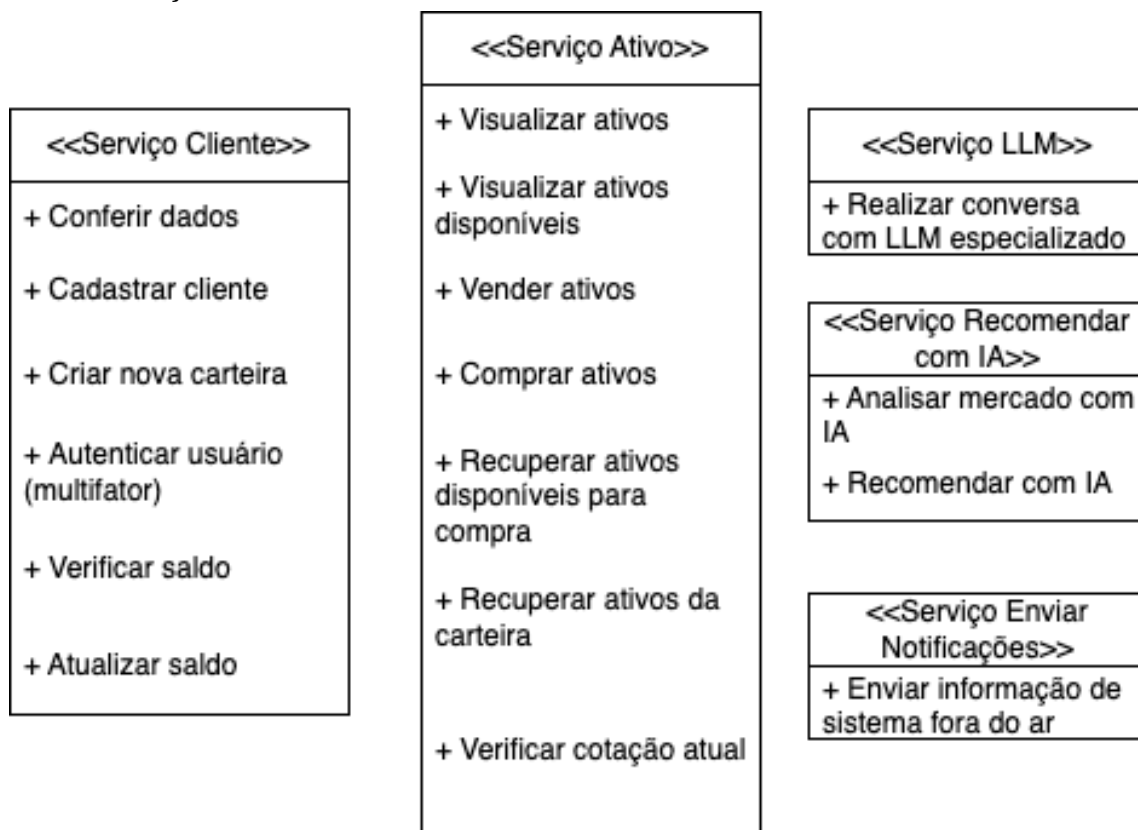 <<Serviço Cliente>>
+ Conferir dados
+ Cadastrar cliente
+ Criar nova carteira
+ Autenticar usuário
(multifator)
+ Verificar saldo
+ Atualizar saldo
<<Serviço Ativo>>
+ Visualizar ativos
+ Visualizar ativos
disponíveis
+ Vender ativos
+ Comprar ativos
+ Recuperar ativos
disponíveis para
compra
+ Recuperar ativos da
carteira
+ Verificar cotação atual
<<Serviço LLM>>
+ Realizar conversa
com LLM especializado
<<Serviço Recomendar
com IA>>
+ Analisar mercado com
IA
+ Recomendar com IA
<<Serviço Enviar
Notificações>>
+ Enviar informação de
sistema fora do ar